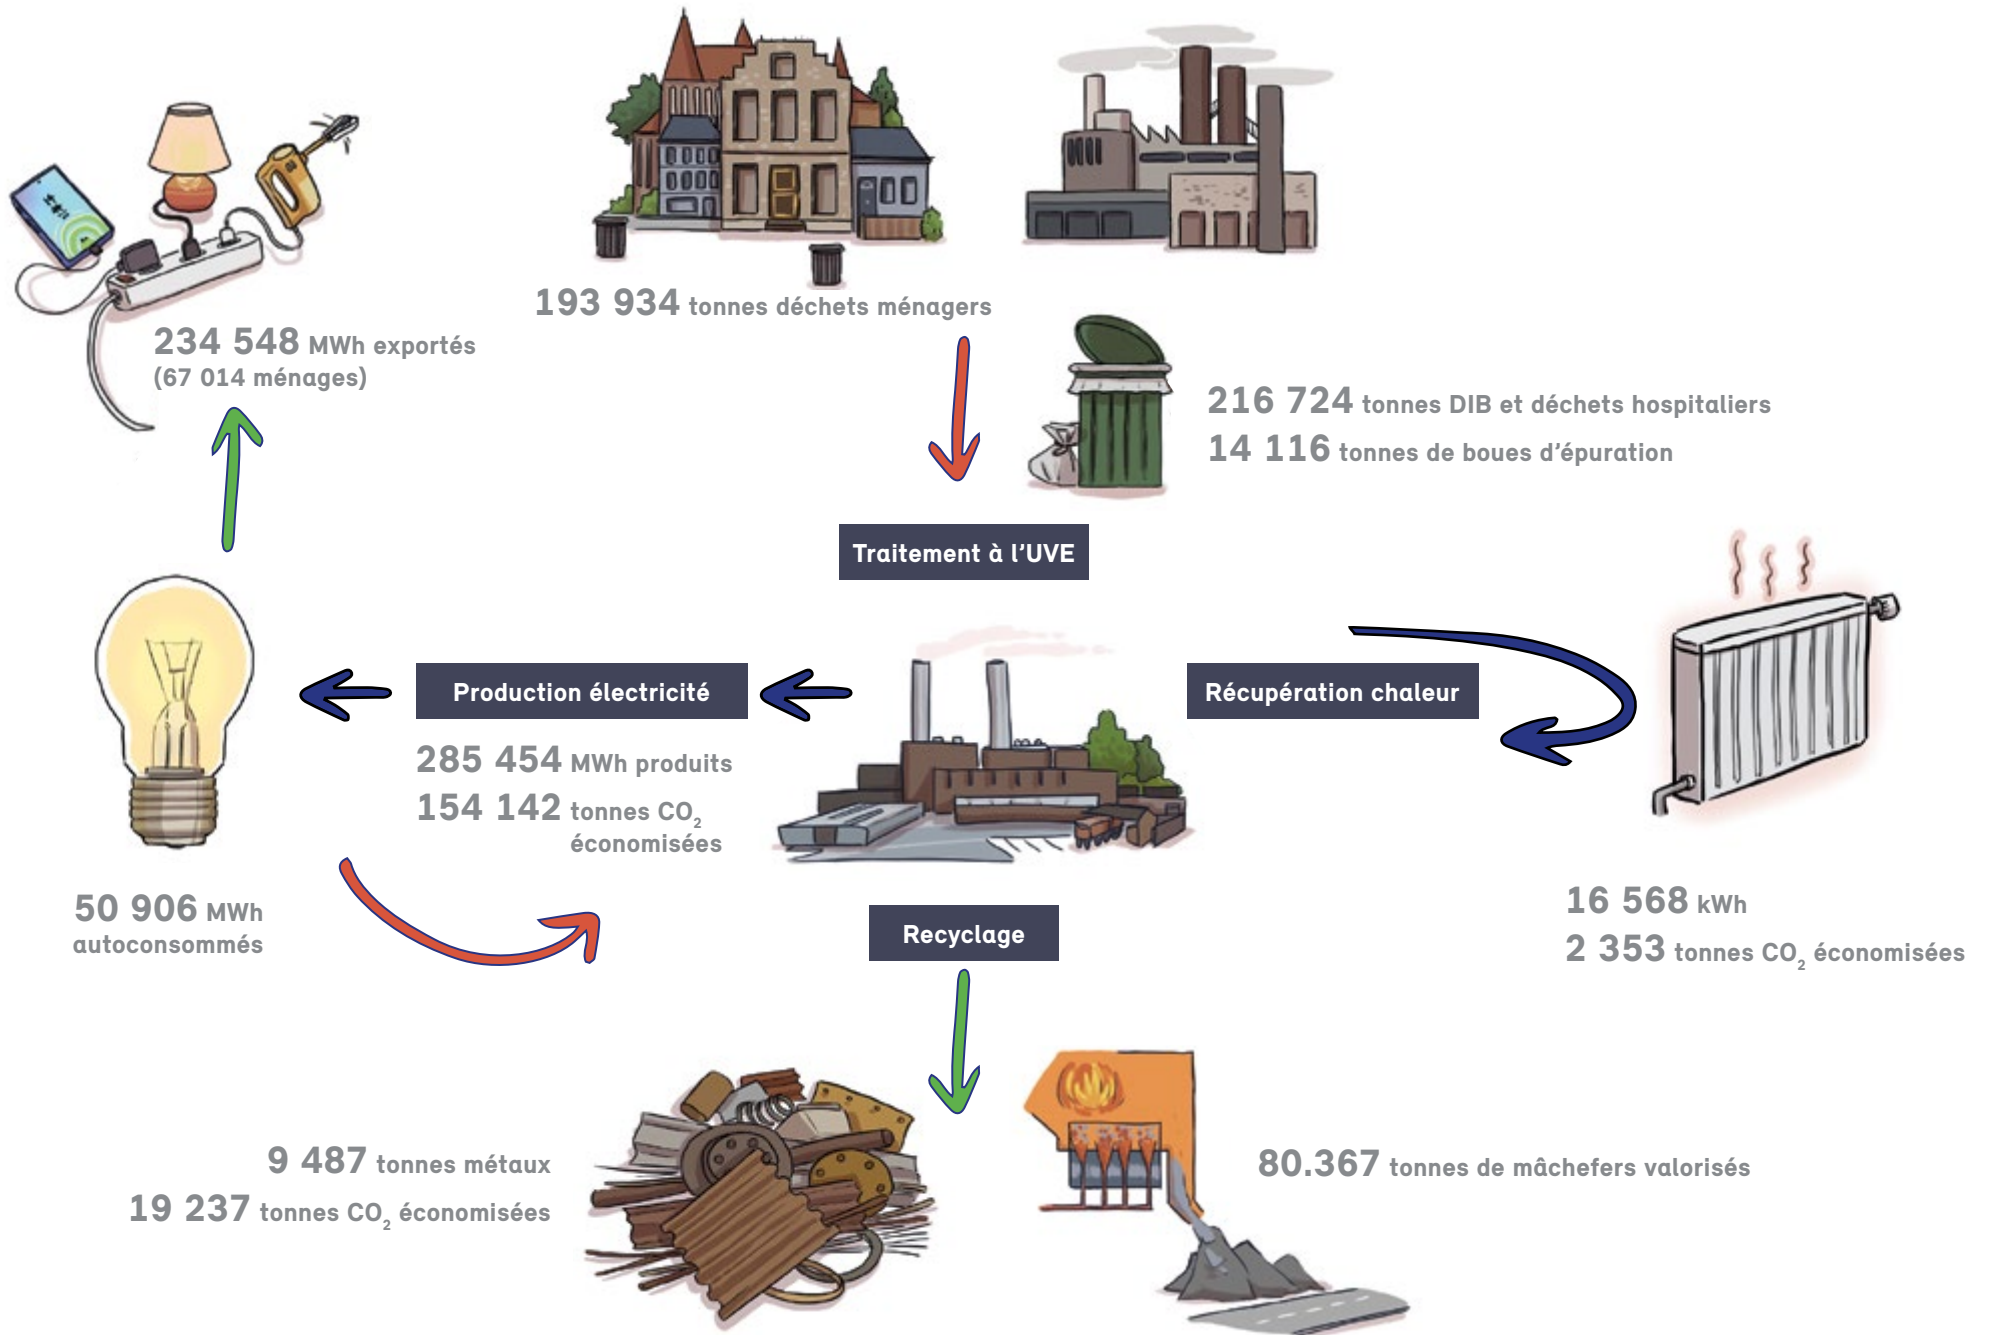 193 934 tonnes déchets ménagers
234 548 MWh exportés
(67 014 ménages)
216 724 tonnes DIB et déchets hospitaliers
14 116 tonnes de boues d'épuration
Traitement à l'UVE
Production électricité
Récupération chaleur
285 454 MWh produits
154 142 tonnes CO₂
économisées
50 906 MWh
autoconsommés
16 568 kWh
2 353 tonnes CO₂ économisées
Recyclage
9 487 tonnes métaux
19 237 tonnes CO₂ économisées
80.367 tonnes de mâchefers valorisés